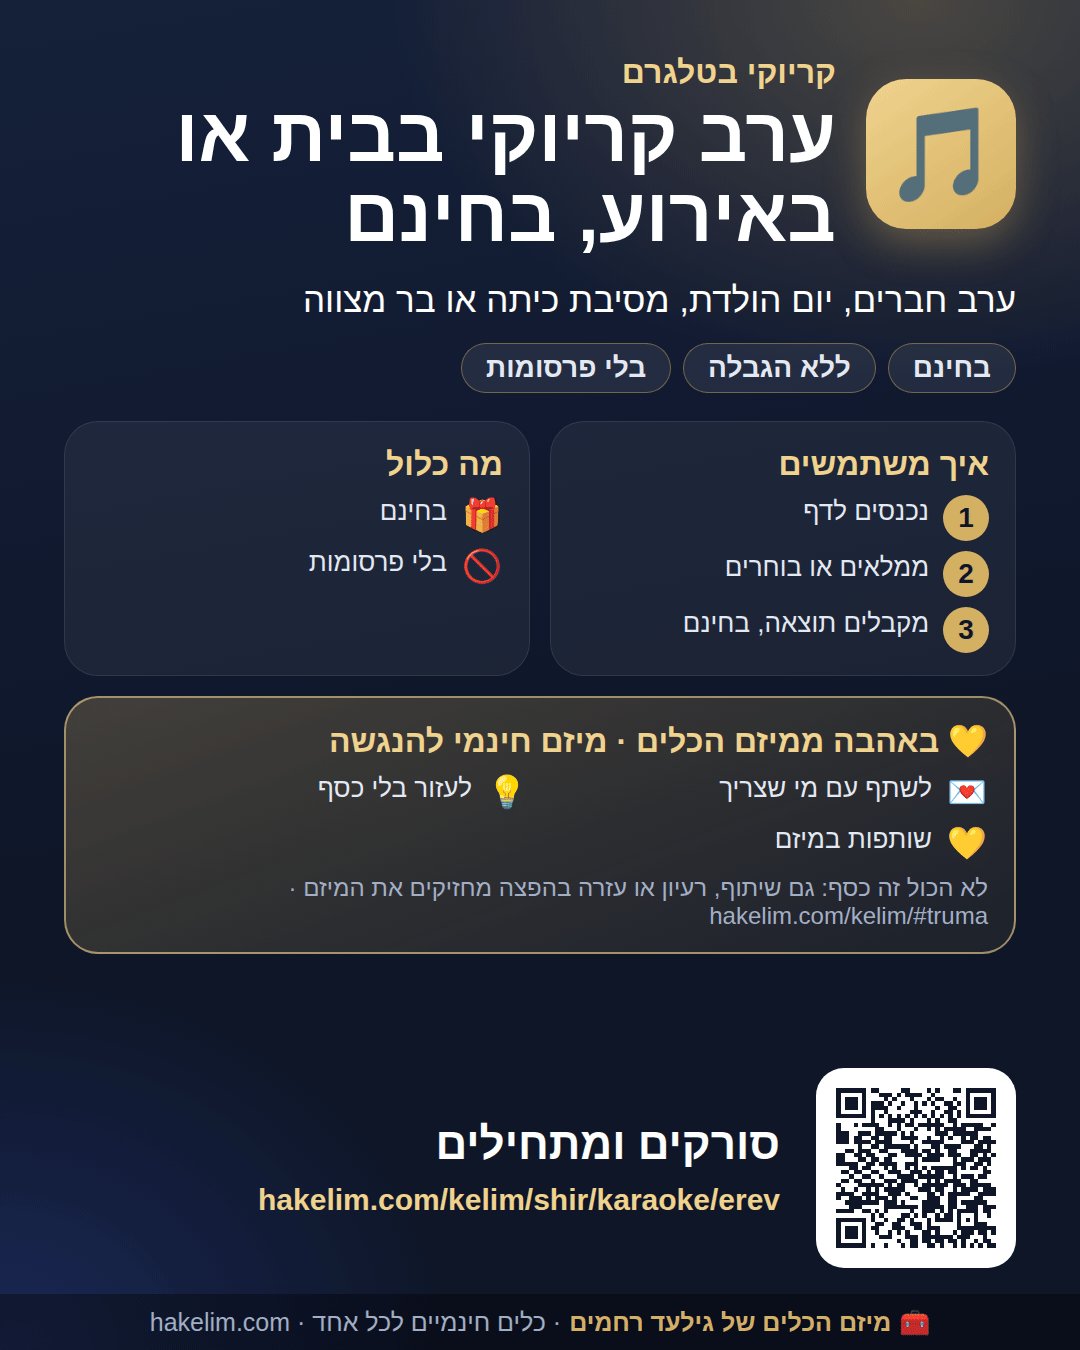 קריוקי בטלגרם
ערב קריוקי בבית או
באירוע, בחינם
ערב חברים, יום הולדת, מסיבת כיתה או בר מצווה
בחינם
ללא הגבלה
בלי פרסומות
איך משתמשים
1 נכנסים לדף
2 ממלאים או בוחרים
3 מקבלים תוצאה, בחינם
מה כלול
בחינם
בלי פרסומות
באהבה ממיזם הכלים · מיזם חינמי להנגשה
לשתף עם מי שצריך
לעזור בלי כסף
שותפות במיזם
לא הכול זה כסף: גם שיתוף, רעיון או עזרה בהפצה מחזיקים את המיזם ·
hakelim.com/kelim/#truma
סורקים ומתחילים
hakelim.com/kelim/shir/karaoke/erev
מיזם הכלים של גילעד רחמים · כלים חינמיים לכל אחד · hakelim.com